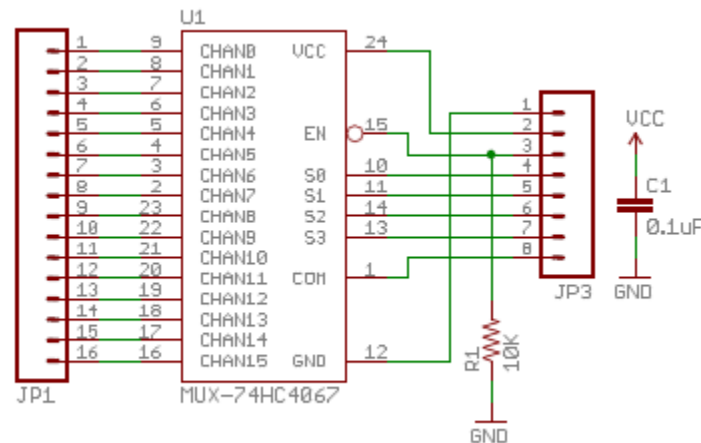 U1
1 9 CHAN0 VCC 24
2 8 CHAN1
3 7 CHAN2 1
4 6 CHAN3 2 VCC
5 5 CHAN4 EN 15 3
6 4 CHAN5 4
7 3 CHAN6 S0 10 5 C1
8 2 CHAN7 S1 11 6
9 23 CHAN8 S2 14 7 0.1uF
10 22 CHAN9 S3 13 8
11 21 CHAN10
12 20 CHAN11 COM 1
13 19 CHAN12 JP3 GND
14 18 CHAN13
15 17 CHAN14
16 16 CHAN15 GND 12 R1 10K
JP1 MUX-74HC4067
GND